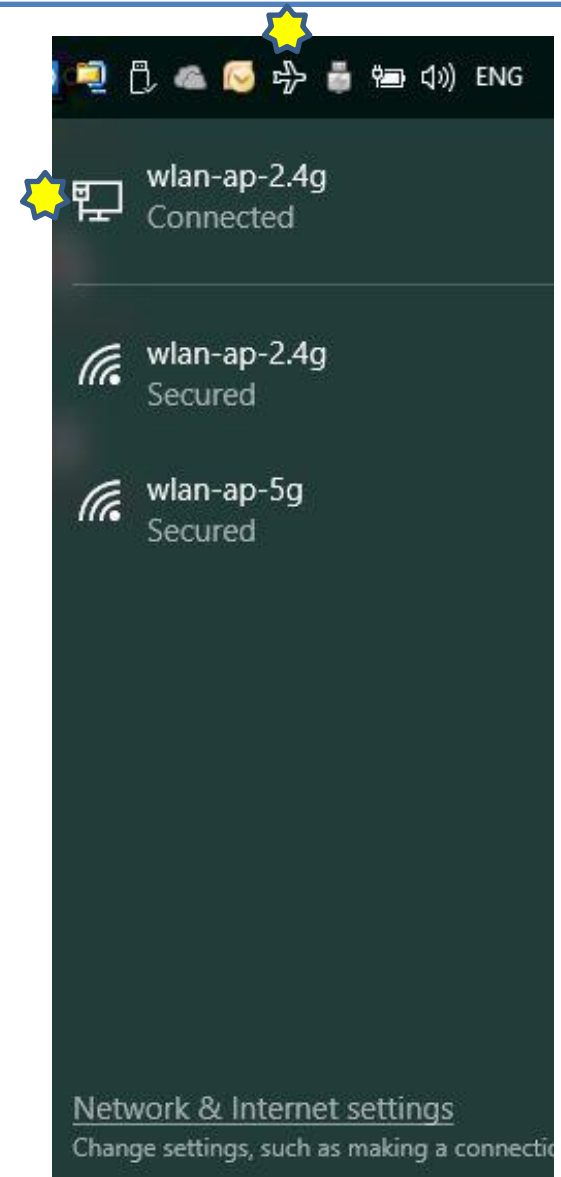 ENG
wlan-ap-2.4g
Connected
wlan-ap-2.4g
Secured
wlan-ap-5g
Secured
Network & Internet settings
Change settings, such as making a